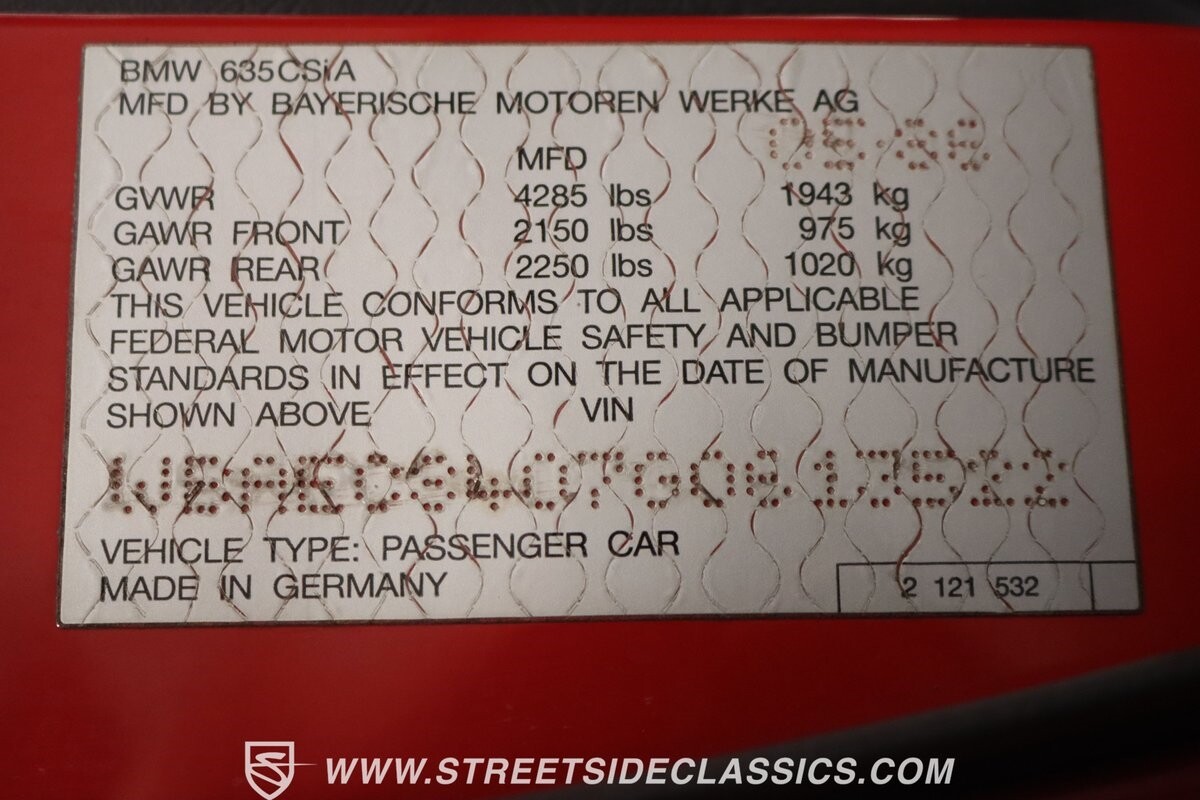 BMW 635CSiA
MFD BY BAYERISCHE MOTOREN WERKE AG
MFD
GVWR 4285 lbs 1943 kg
GAWR FRONT 2150 lbs 975 kg
GAWR REAR 2250 lbs 1020 kg
THIS VEHICLE CONFORMS TO ALL APPLICABLE
FEDERAL MOTOR VEHICLE SAFETY AND BUMPER
STANDARDS IN EFFECT ON THE DATE OF MANUFACTURE
SHOWN ABOVE VIN
VEHICLE TYPE: PASSENGER CAR
MADE IN GERMANY
2 121 532
WWW.STREETSIDECLASSICS.COM